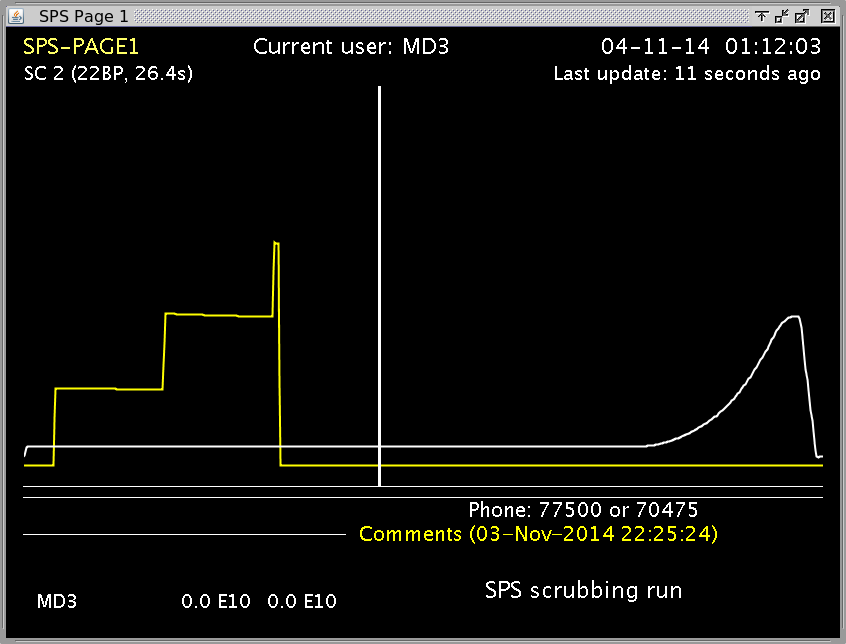 SPS Page 1
SPS-PAGE1 Current user: MD3 04-11-14 01:12:03
SC 2 (22BP, 26.4s) Last update: 11 seconds ago
Phone: 77500 or 70475
Comments (03-Nov-2014 22:25:24)
SPS scrubbing run
MD3 0.0 E10 0.0 E10